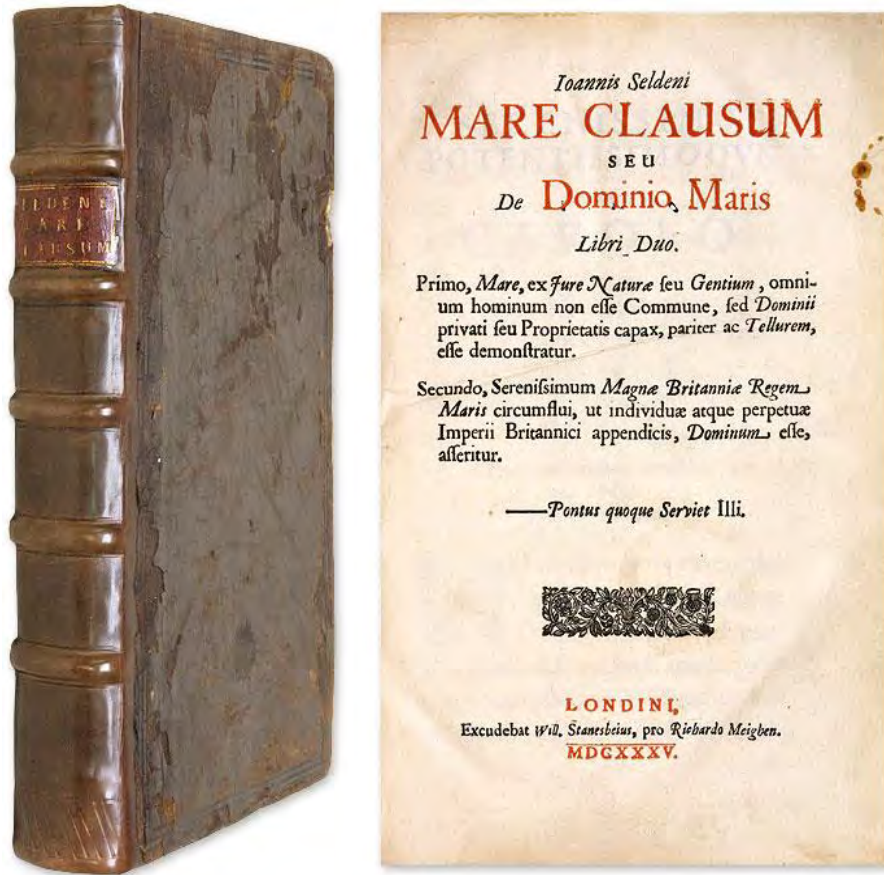 ARE
Ioannis Seldeni
MARE CLAUSUM
SEU
De Dominio Maris
Libri Duo.
Primo, Mare, ex Jure Naturæ ſeu Gentium, omni-
um hominum non eſſe Commune, ſed Dominii
privati ſeu Proprietatis capax, pariter ac Tellurem,
eſſe demonſtratur.
Secundo, Sereniſsimum Magnæ Britanniæ Regem
Maris circumflui, ut individuæ atque perpetuæ
Imperii Britannici appendicis, Dominum eſſe,
aſſeritur.
——Pontus quoque Serviet Illi.
LONDINI,
Excudebat Will. Stanesbeius, pro Richardo Meighen.
MDCXXXV.